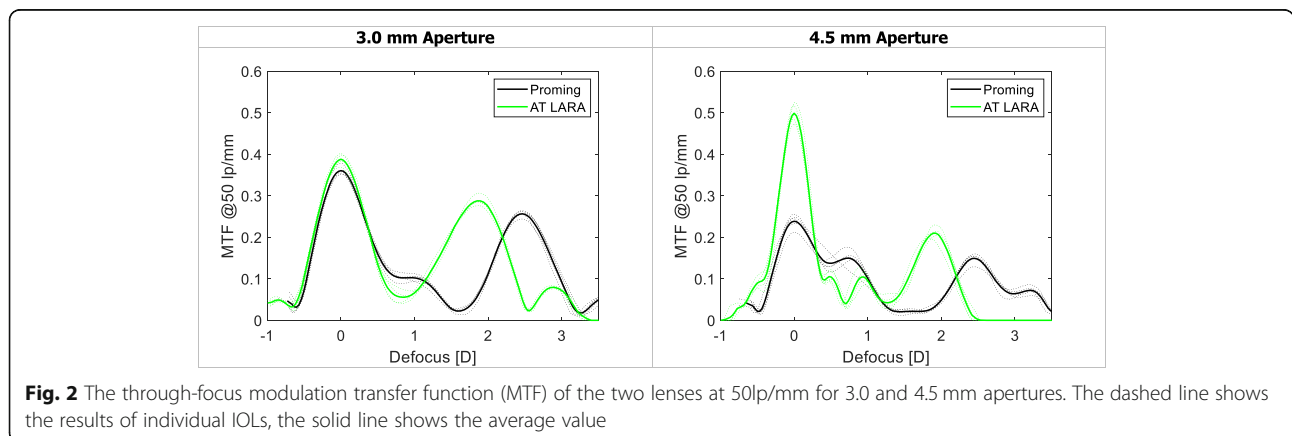 3.0 mm Aperture
4.5 mm Aperture
0.6
0.5
0.4
0.3
0.2
0.1
0
MTF @50 lp/mm
Proming
AT LARA
-1
0
1
2
3
Defocus [D]
0.6
0.5
0.4
0.3
0.2
0.1
0
MTF @50 lp/mm
Proming
AT LARA
-1
0
1
2
3
Defocus [D]
Fig. 2 The through-focus modulation transfer function (MTF) of the two lenses at 50lp/mm for 3.0 and 4.5 mm apertures. The dashed line shows
the results of individual IOLs, the solid line shows the average value